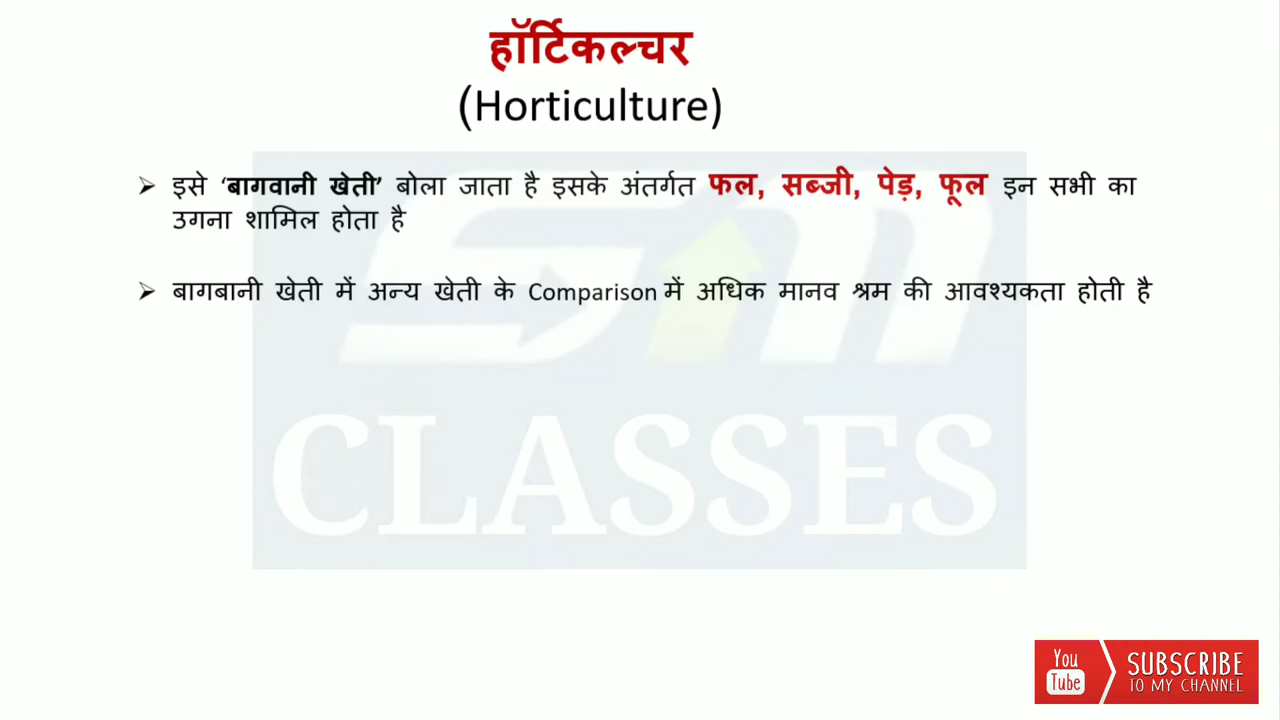 हॉर्टिकल्चर
(Horticulture)
➢ इसे ‘बागवानी खेती’ बोला जाता है इसके अंतर्गत फल, सब्जी, पेड़, फूल इन सभी का
उगना शामिल होता है
➢ बागबानी खेती में अन्य खेती के Comparison में अधिक मानव श्रम की आवश्यकता होती है
SM
CLASSES
You
Tube
SUBSCRIBE
TO MY CHANNEL